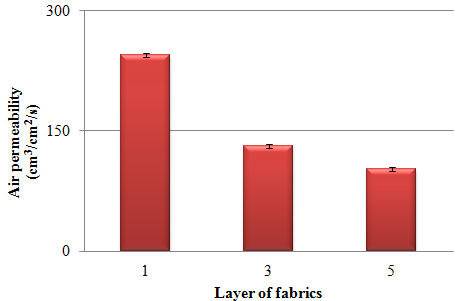 300
150
0
Air permeability
(cm³/cm²/s)
1 3 5
Layer of fabrics